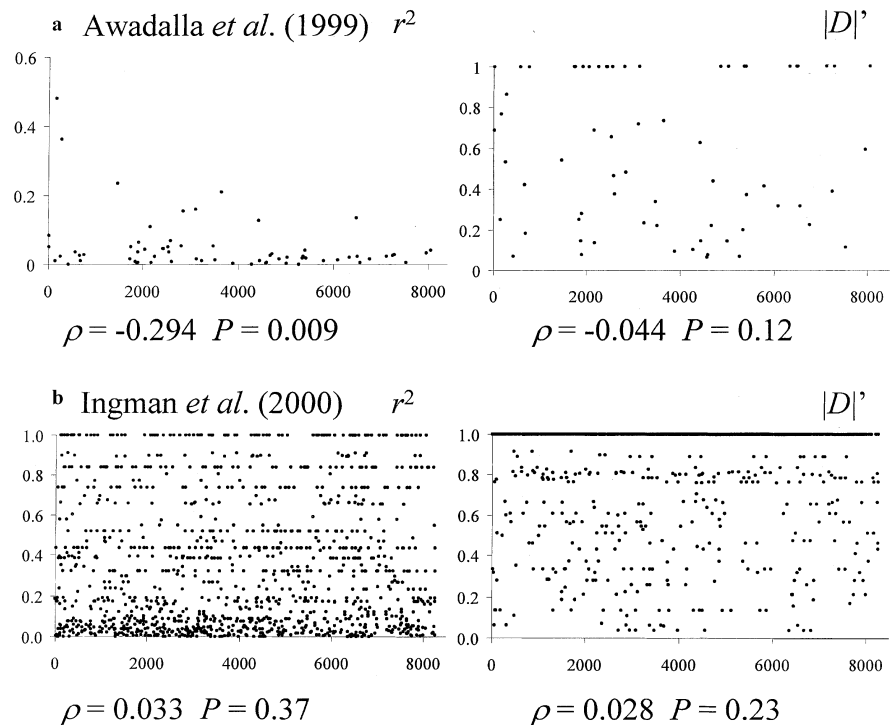 a Awadalla et al. (1999) r²
|D|’
0.6
0.4
0.2
0
0 2000 4000 6000 8000
ρ = -0.294 P = 0.009
1
0.8
0.6
0.4
0.2
0
0 2000 4000 6000 8000
ρ = -0.044 P = 0.12
b Ingman et al. (2000) r²
|D|’
1.0
0.8
0.6
0.4
0.2
0.0
0 2000 4000 6000 8000
ρ = 0.033 P = 0.37
1.0
0.8
0.6
0.4
0.2
0.0
0 2000 4000 6000 8000
ρ = 0.028 P = 0.23